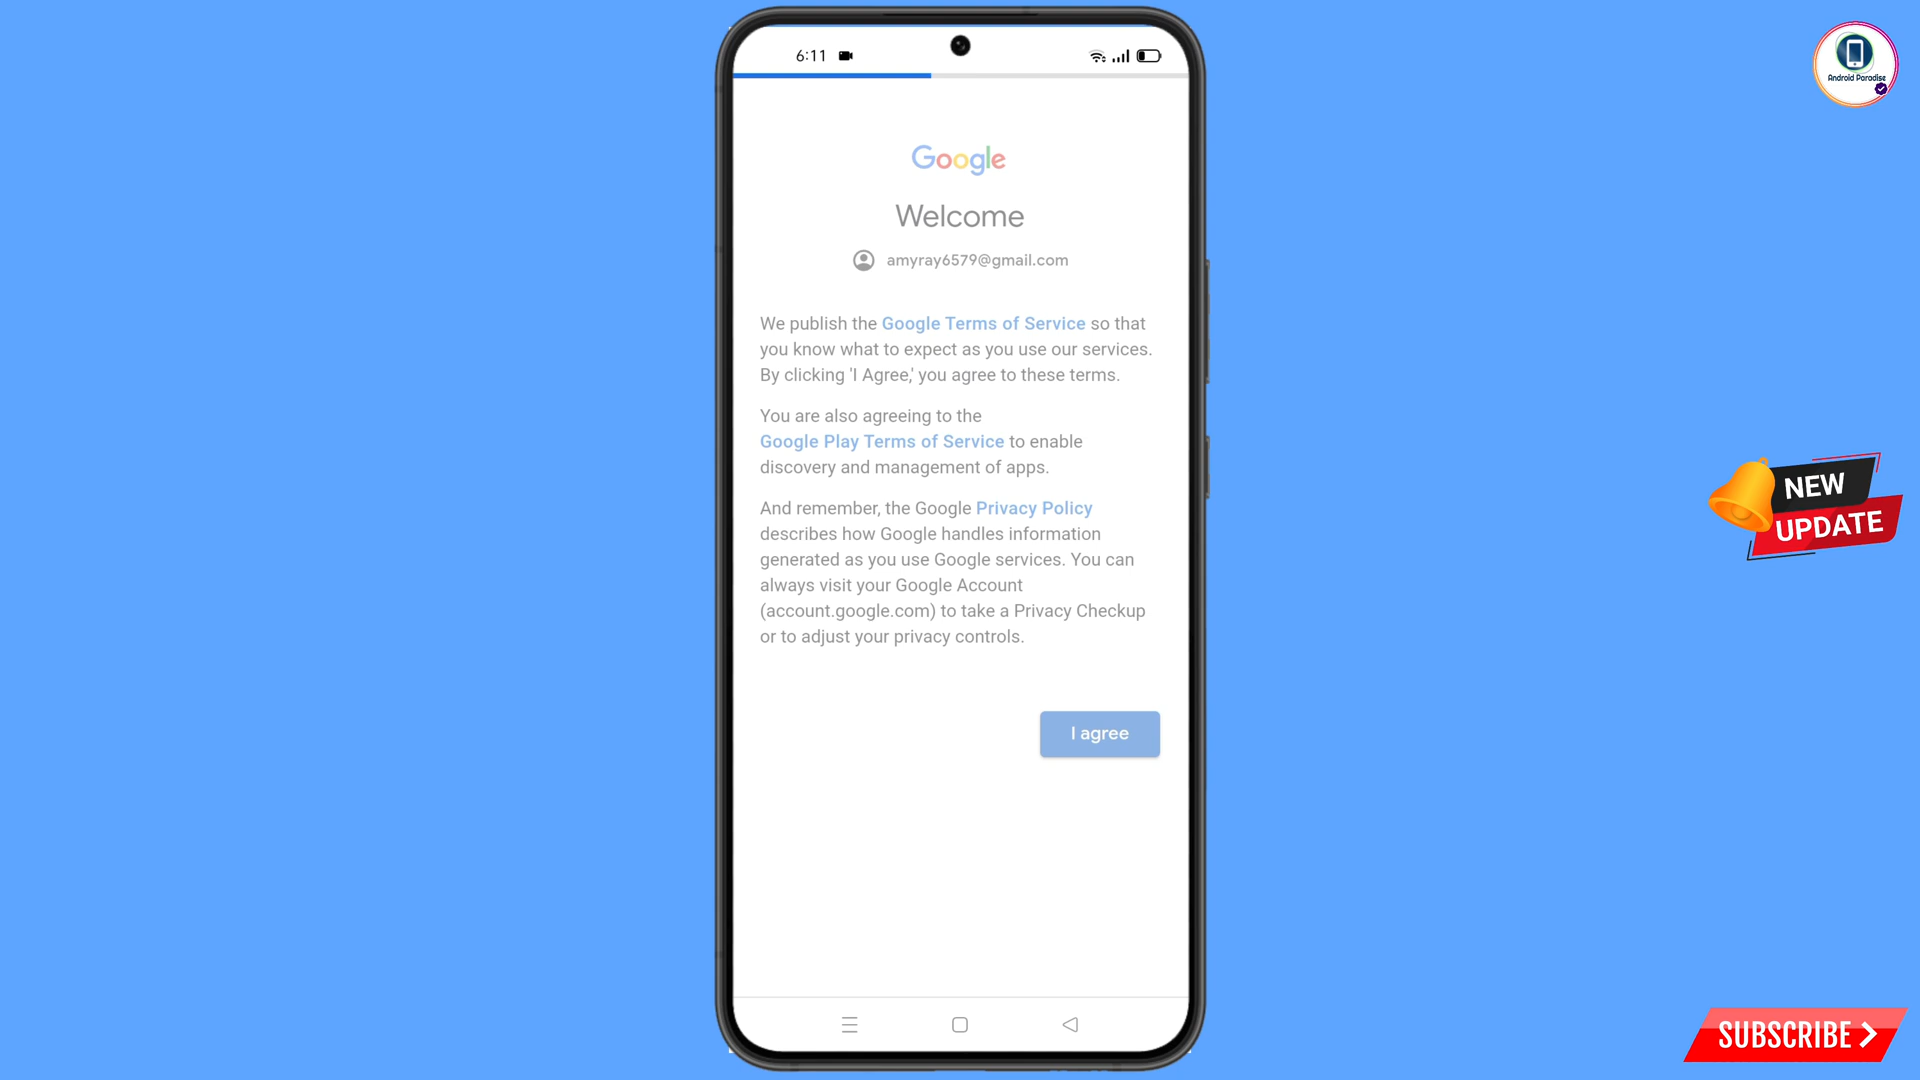 6:11
Android Paradise
Google
Welcome
amyray6579@gmail.com
We publish the Google Terms of Service so that
you know what to expect as you use our services.
By clicking 'I Agree,' you agree to these terms.
You are also agreeing to the
Google Play Terms of Service to enable
discovery and management of apps.
And remember, the Google Privacy Policy
describes how Google handles information
generated as you use Google services. You can
always visit your Google Account
(account.google.com) to take a Privacy Checkup
or to adjust your privacy controls.
I agree
NEW
UPDATE
SUBSCRIBE